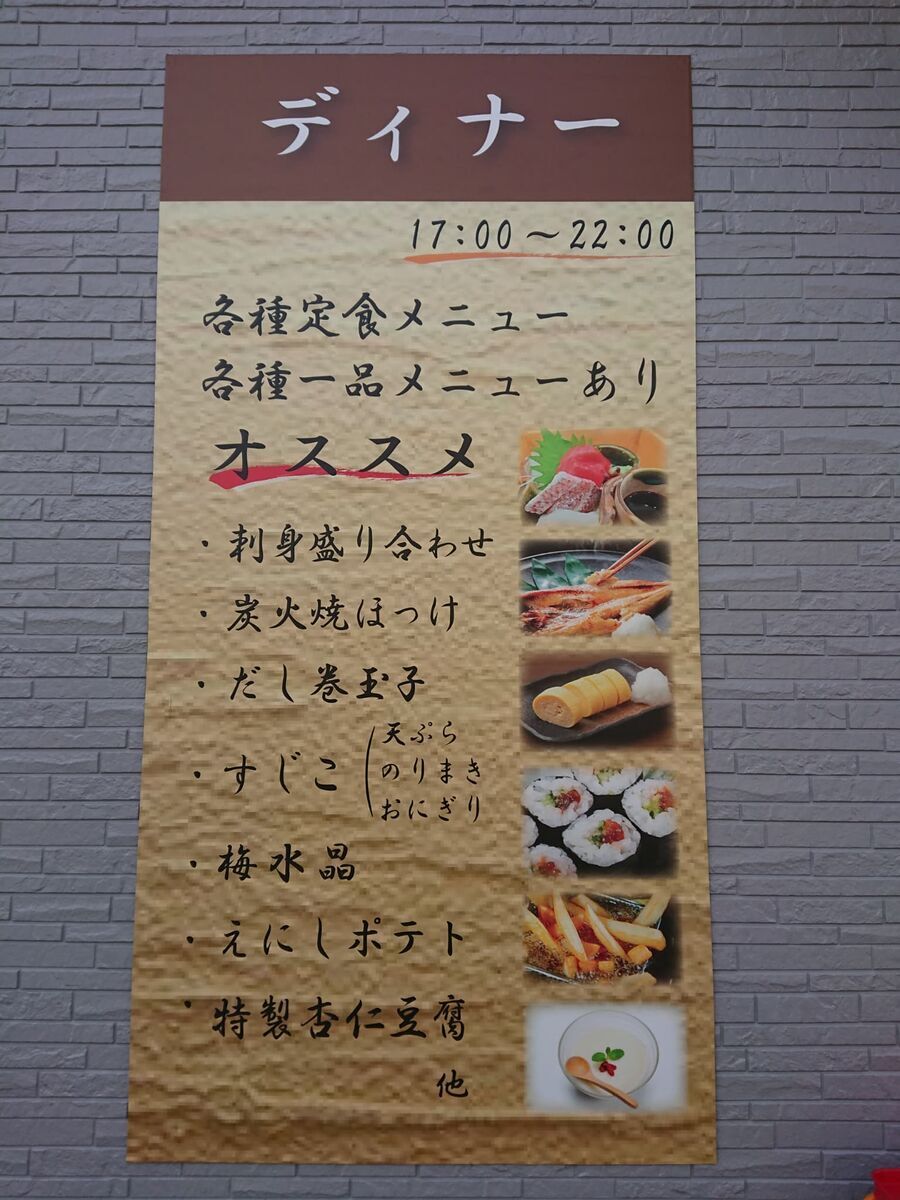 ディナー
17:00～22:00
各種定食メニュー
各種一品メニューあり
オススメ
・刺身盛り合わせ
・炭火焼ほっけ
・だし巻玉子
・すじこ（天ぷら
のりまき
おにぎり
・梅水晶
・えにしポテト
・特製杏仁豆腐
他